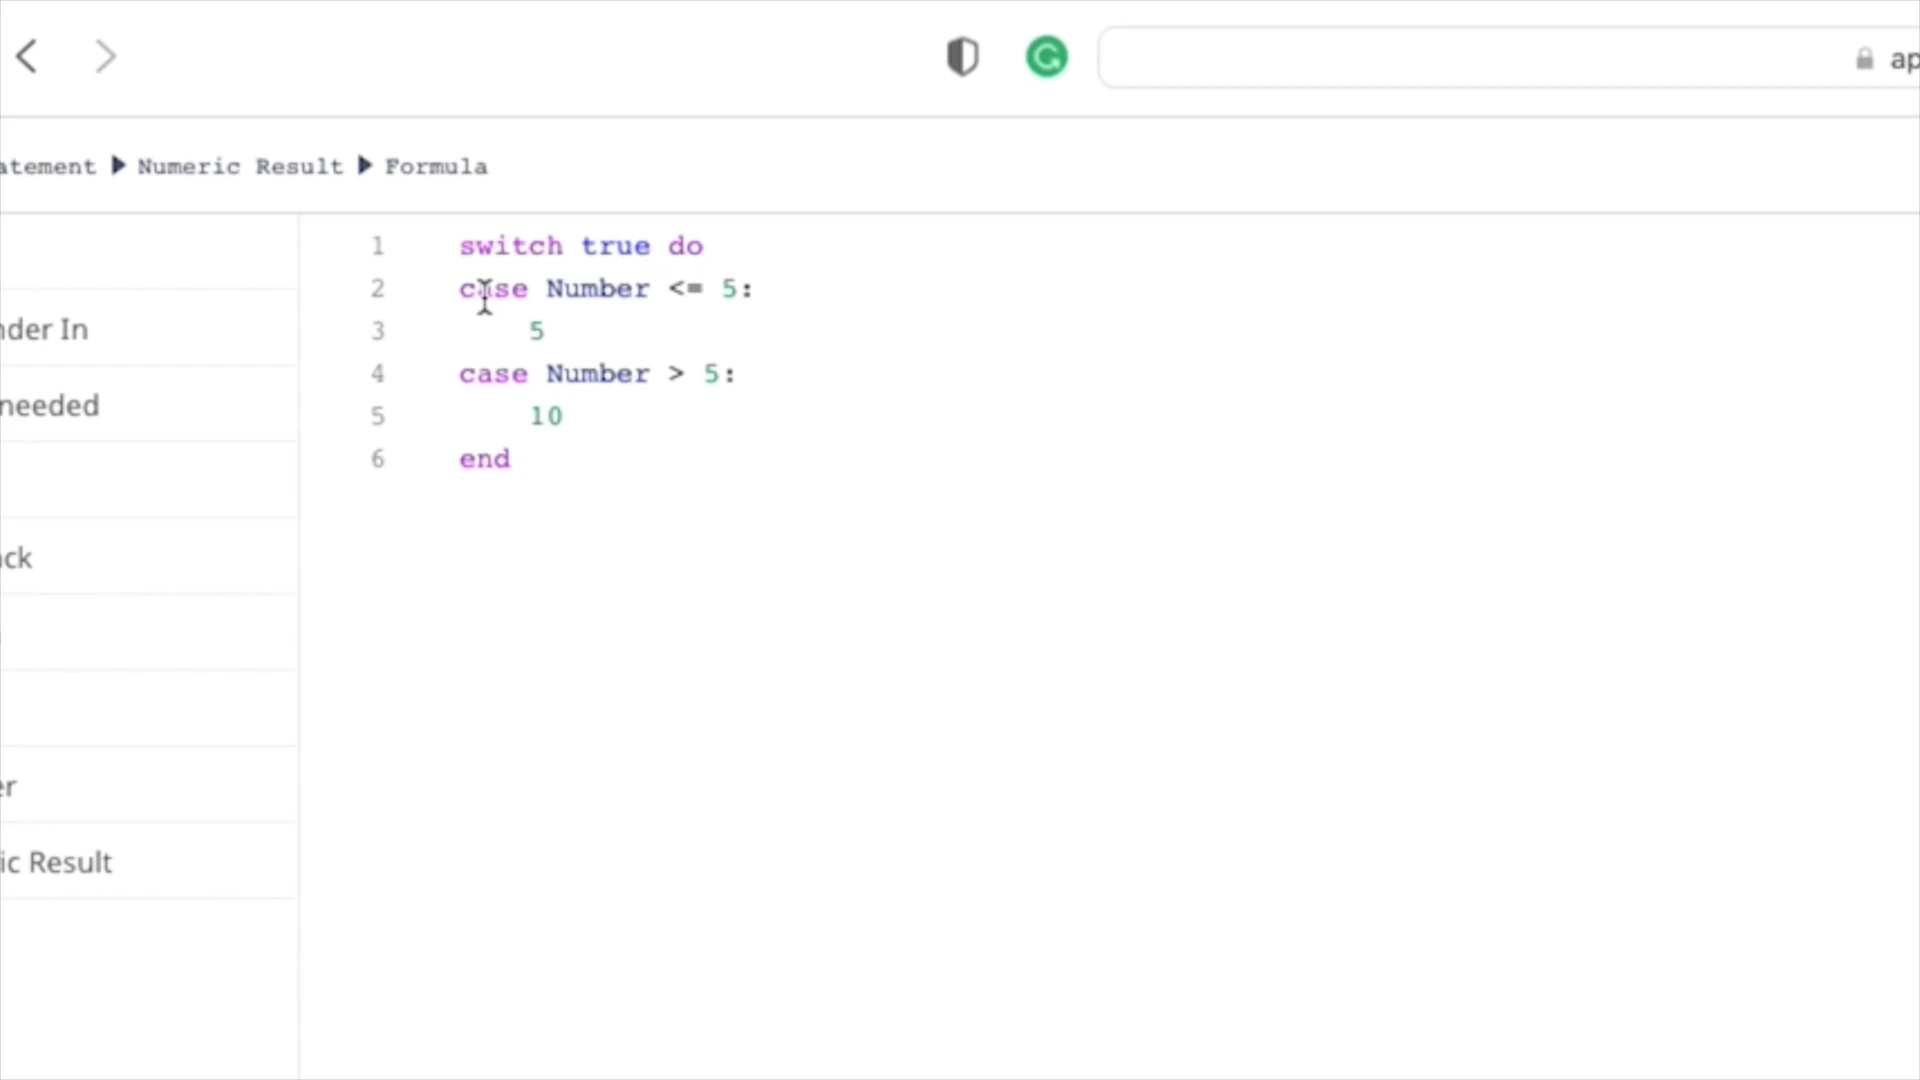 ap
atement ▶ Numeric Result ▶ Formula
1 switch true do
2 case Number <= 5:
3 5
4 case Number > 5:
5 10
6 end
nder In
needed
ack
er
ic Result